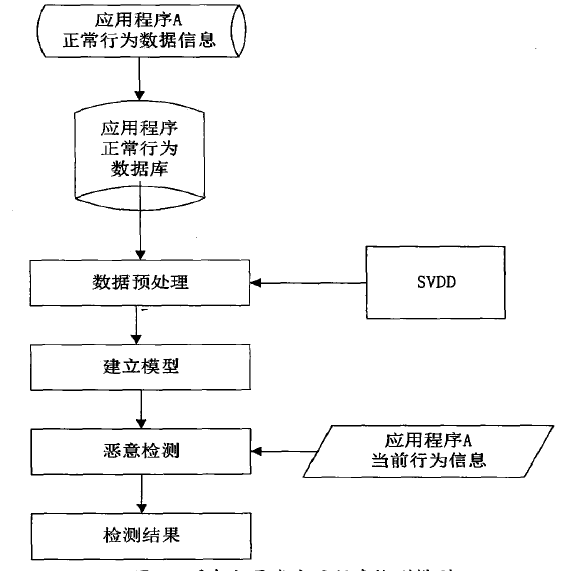 应用程序A
正常行为数据信息
应用程序
正常行为
数据库
数据预处理
SVDD
建立模型
恶意检测
应用程序A
当前行为信息
检测结果